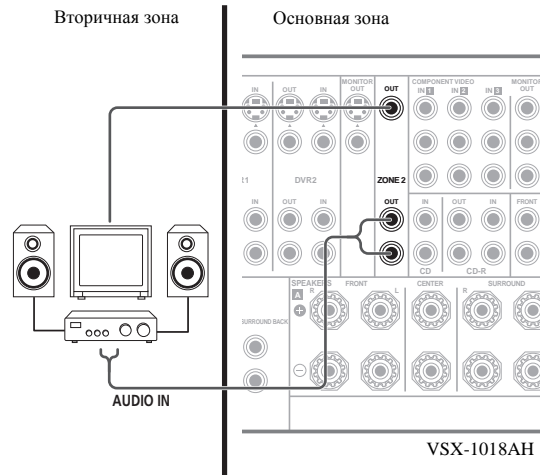 Вторичная зона
Основная зона
MONITOR
OUT
COMPONENT VIDEO
MONITOR
IN OUT IN OUT IN 1 IN 2 IN 3 OUT
DVR2
ZONE 2
IN OUT IN OUT IN OUT IN FRONT
CD
CD-R
SPEAKERS
A
R
FRONT
L
CENTER
SURROUND
R
SURROUND BACK
AUDIO IN
VSX-1018AH